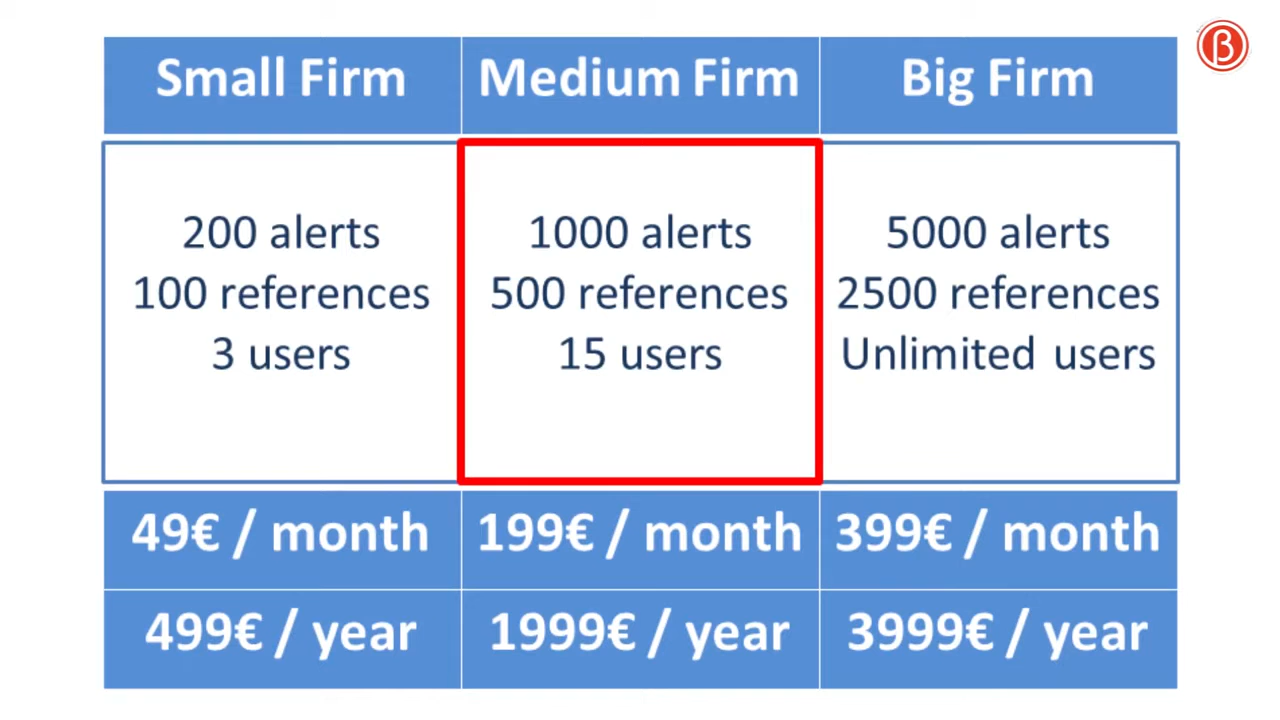 Small Firm Medium Firm Big Firm
200 alerts 1000 alerts 5000 alerts
100 references 500 references 2500 references
3 users 15 users Unlimited users
49€ / month 199€ / month 399€ / month
499€ / year 1999€ / year 3999€ / year
β